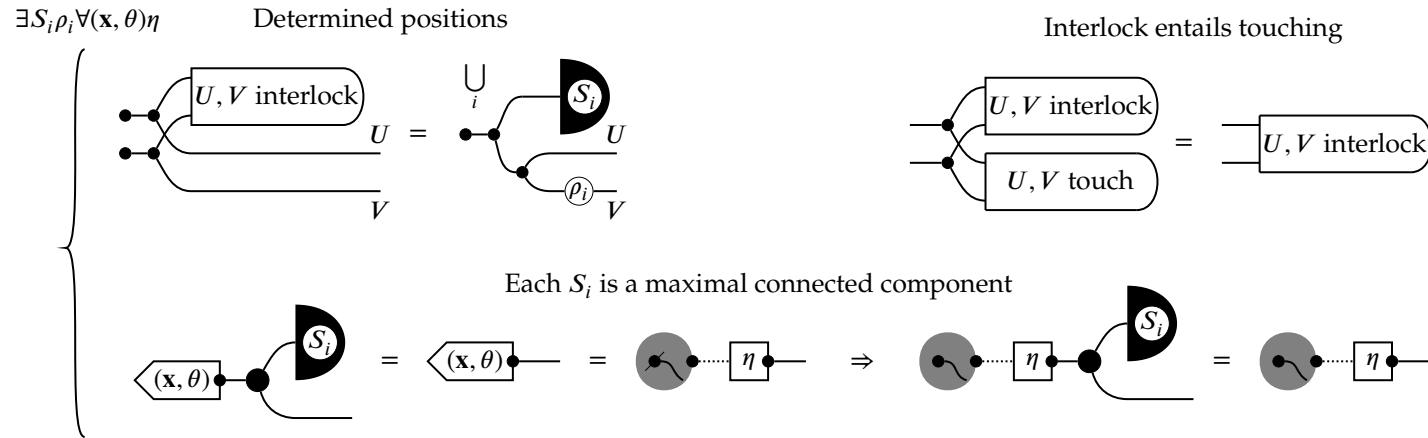 ∃S_iρ_i∀(𝐱, θ)η
Determined positions
Interlock entails touching
U, V interlock
=
⋃
i
S_i
U
V
ρ_i
U
V
U, V interlock
U, V touch
=
U, V interlock
Each S_i is a maximal connected component
(𝐱, θ)
S_i
=
(𝐱, θ)
=
η
⇒
η
S_i
=
η